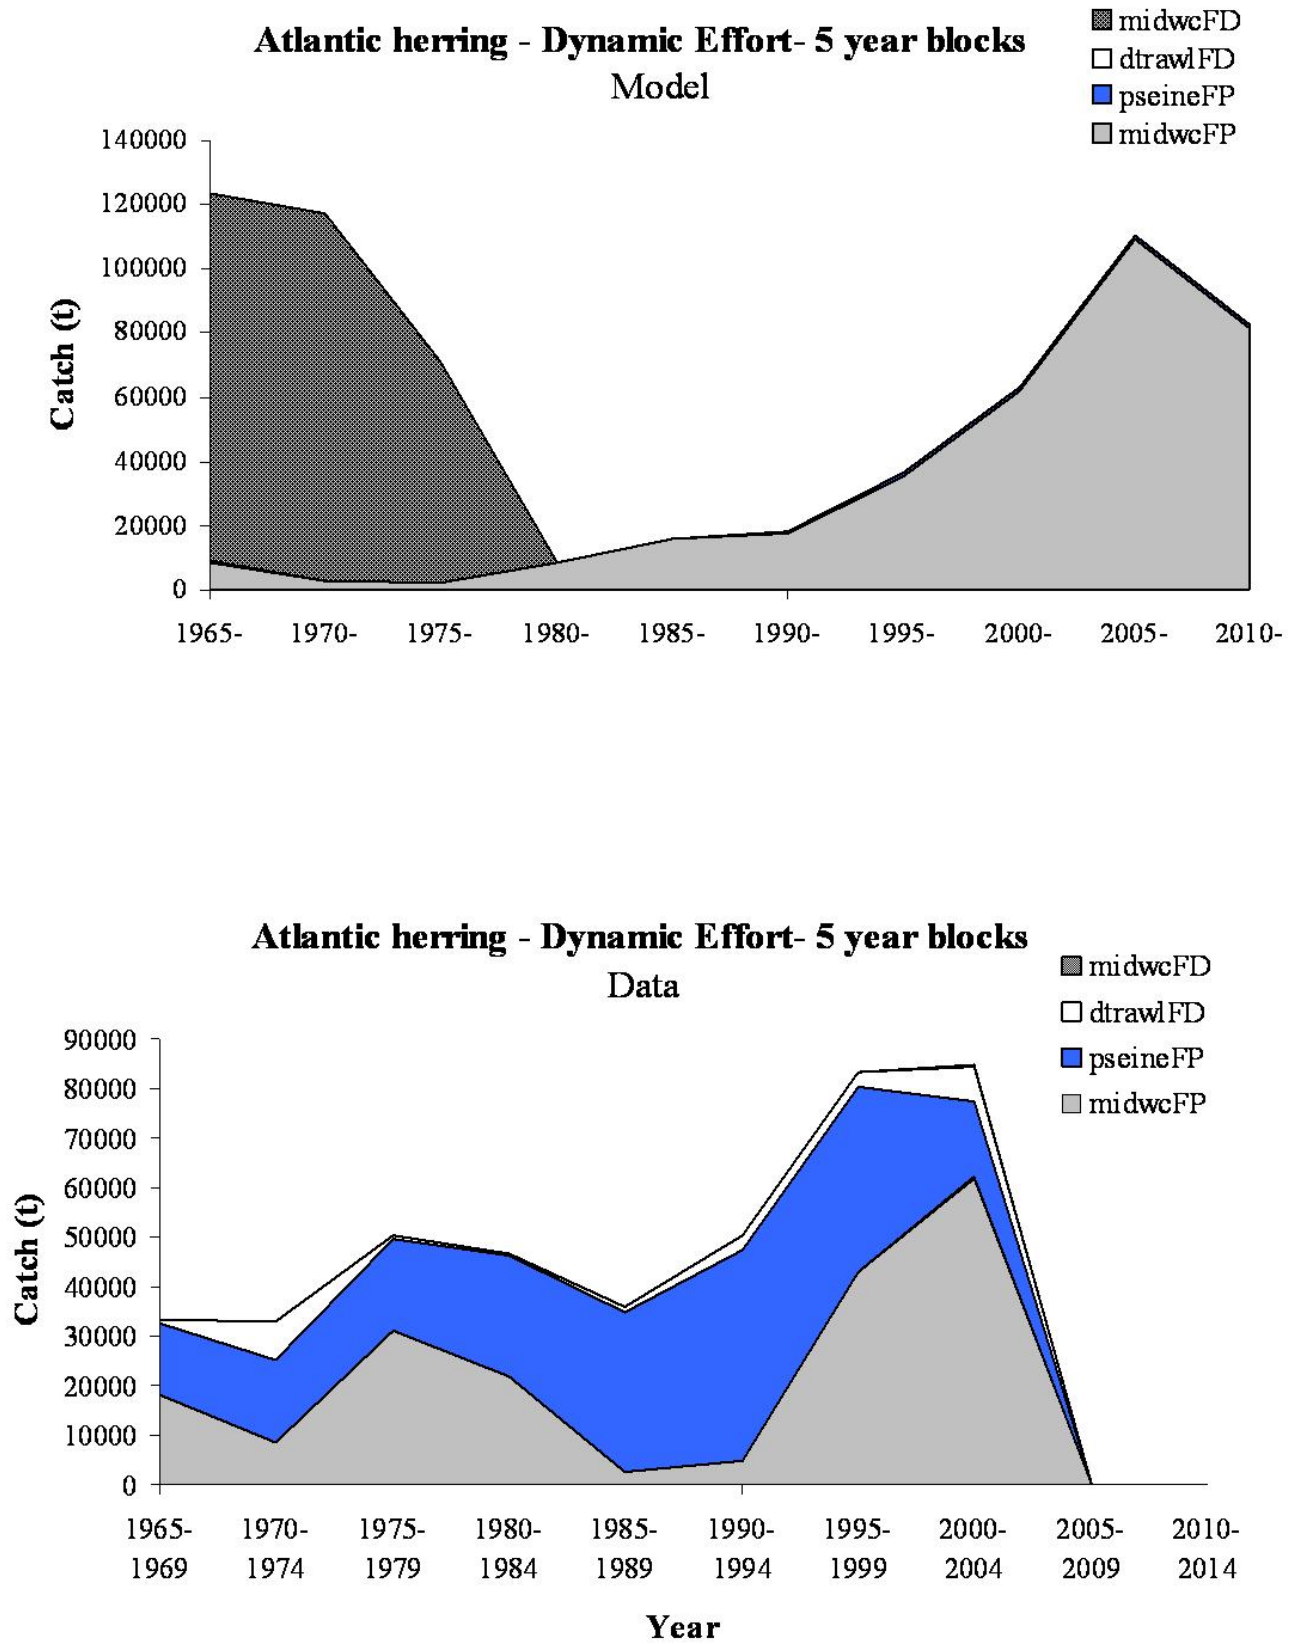 Atlantic herring - Dynamic Effort- 5 year blocks
Model
midwcFD
dtrawlFD
pseineFP
midwcFP
140000
120000
100000
80000
60000
40000
20000
0
Catch (t)
1965- 1970- 1975- 1980- 1985- 1990- 1995- 2000- 2005- 2010-
Atlantic herring - Dynamic Effort- 5 year blocks
Data
midwcFD
dtrawlFD
pseineFP
midwcFP
90000
80000
70000
60000
50000
40000
30000
20000
10000
0
Catch (t)
1965- 1970- 1975- 1980- 1985- 1990- 1995- 2000- 2005- 2010-
1969 1974 1979 1984 1989 1994 1999 2004 2009 2014
Year